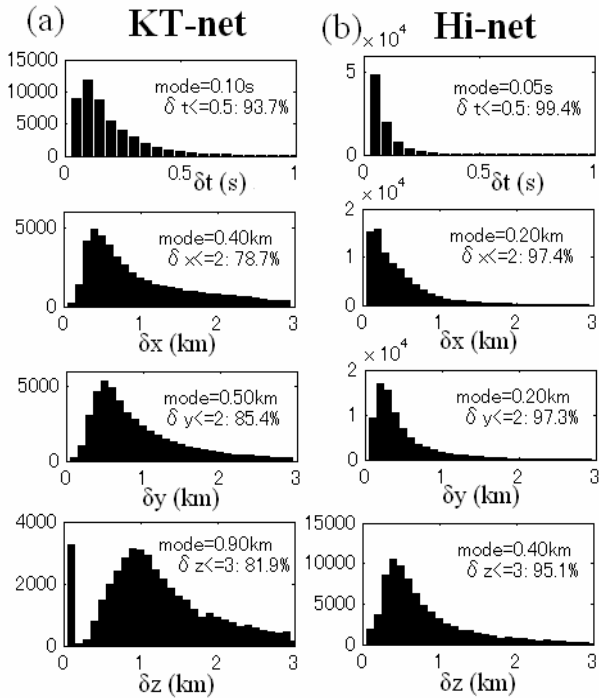 (a) KT-net (b) Hi-net
15000
10000
5000
0
mode=0.10s
δ t<=0.5: 93.7%
0 0.5 1
δt (s)
× 10^4
5
0
mode=0.05s
δ t<=0.5: 99.4%
0 0.5 1
δt (s)
5000
0
mode=0.40km
δ x<=2: 78.7%
0 1 2 3
δx (km)
× 10^4
2
1
0
mode=0.20km
δ x<=2: 97.4%
0 1 2 3
δx (km)
5000
0
mode=0.50km
δ y<=2: 85.4%
0 1 2 3
δy (km)
× 10^4
2
1
0
mode=0.20km
δ y<=2: 97.3%
0 1 2 3
δy (km)
4000
2000
0
mode=0.90km
δ z<=3: 81.9%
0 1 2 3
δz (km)
15000
10000
5000
0
mode=0.40km
δ z<=3: 95.1%
0 1 2 3
δz (km)